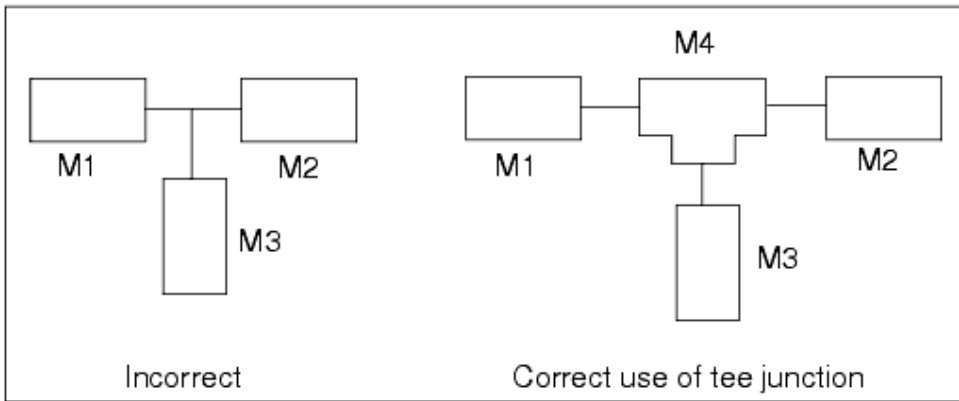 M4
M1
M2
M3
M1
M2
M3
Incorrect
Correct use of tee junction